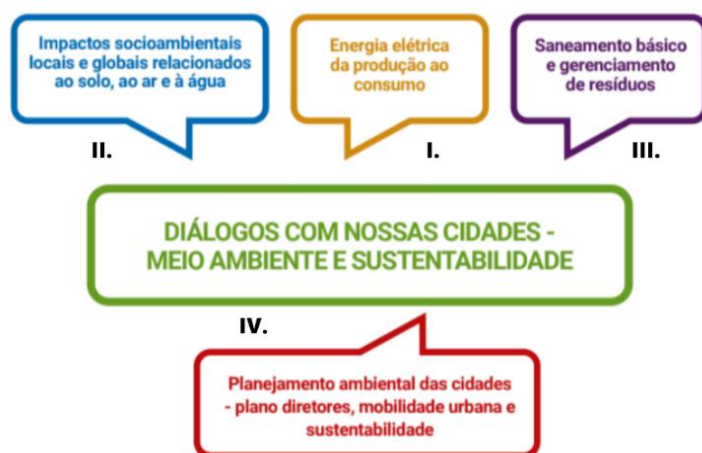 Impactos socioambientais
locais e globais relacionados
ao solo, ao ar e à água
II.
Energia elétrica
da produção ao
consumo
I.
Saneamento básico
e gerenciamento
de resíduos
III.
DIÁLOGOS COM NOSSAS CIDADES -
MEIO AMBIENTE E SUSTENTABILIDADE
IV.
Planejamento ambiental das cidades
- plano diretores, mobilidade urbana e
sustentabilidade